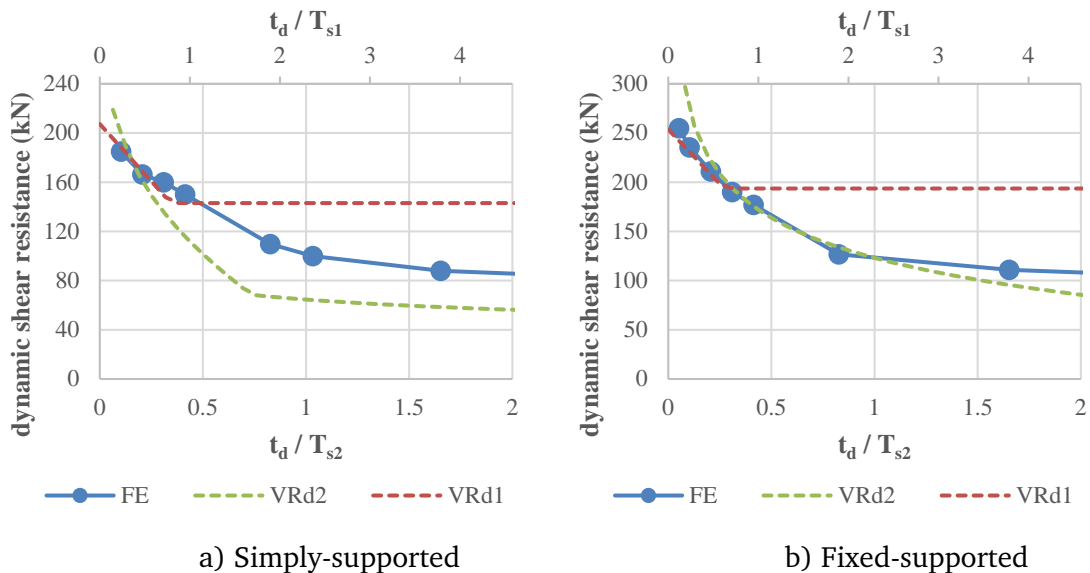 t_d / T_s1
0 1 2 3 4
dynamic shear resistance (kN)
240
200
160
120
80
40
0
0 0.5 1 1.5 2
t_d / T_s2
FE VRd2 VRd1
a) Simply-supported
t_d / T_s1
0 1 2 3 4
dynamic shear resistance (kN)
300
250
200
150
100
50
0
0 0.5 1 1.5 2
t_d / T_s2
FE VRd2 VRd1
b) Fixed-supported